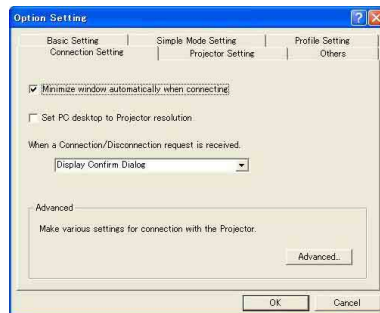 Option Setting
Basic Setting Simple Mode Setting Profile Setting
Connection Setting Projector Setting Others
Minimize window automatically when connecting
Set PC desktop to Projector resolution
When a Connection/Disconnection request is received.
Display Confirm Dialog
Advanced
Make various settings for connection with the Projector.
Advanced...
OK Cancel